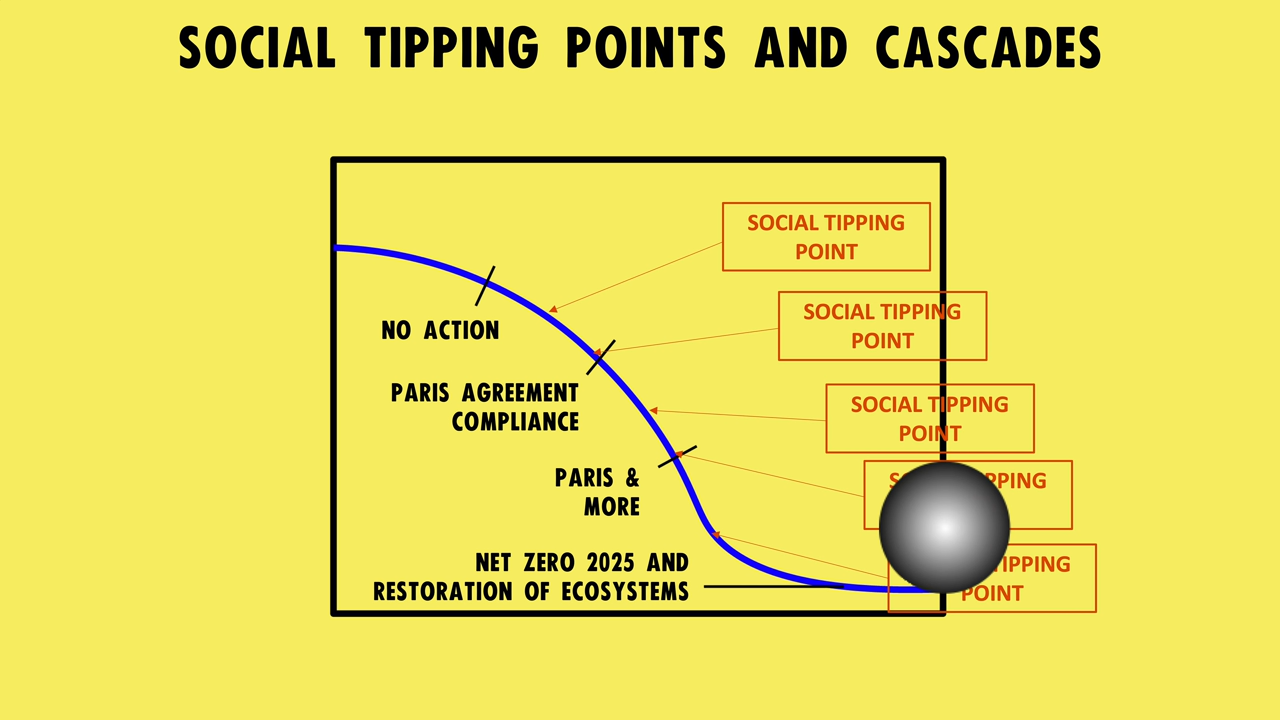 SOCIAL TIPPING POINTS AND CASCADES
SOCIAL TIPPING
POINT
SOCIAL TIPPING
POINT
SOCIAL TIPPING
POINT
NO ACTION
PARIS AGREEMENT
COMPLIANCE
PARIS &
MORE
NET ZERO 2025 AND
RESTORATION OF ECOSYSTEMS
POINT